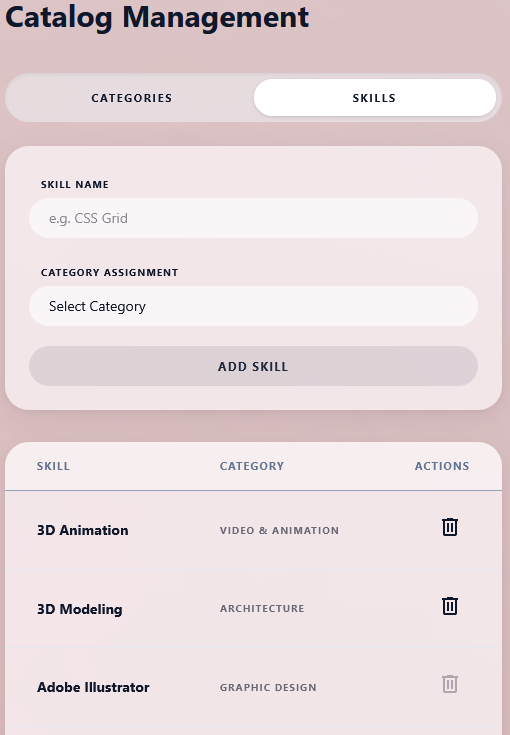 Catalog Management
CATEGORIES SKILLS
SKILL NAME
e.g. CSS Grid
CATEGORY ASSIGNMENT
Select Category
ADD SKILL
SKILL CATEGORY ACTIONS
3D Animation VIDEO & ANIMATION
3D Modeling ARCHITECTURE
Adobe Illustrator GRAPHIC DESIGN